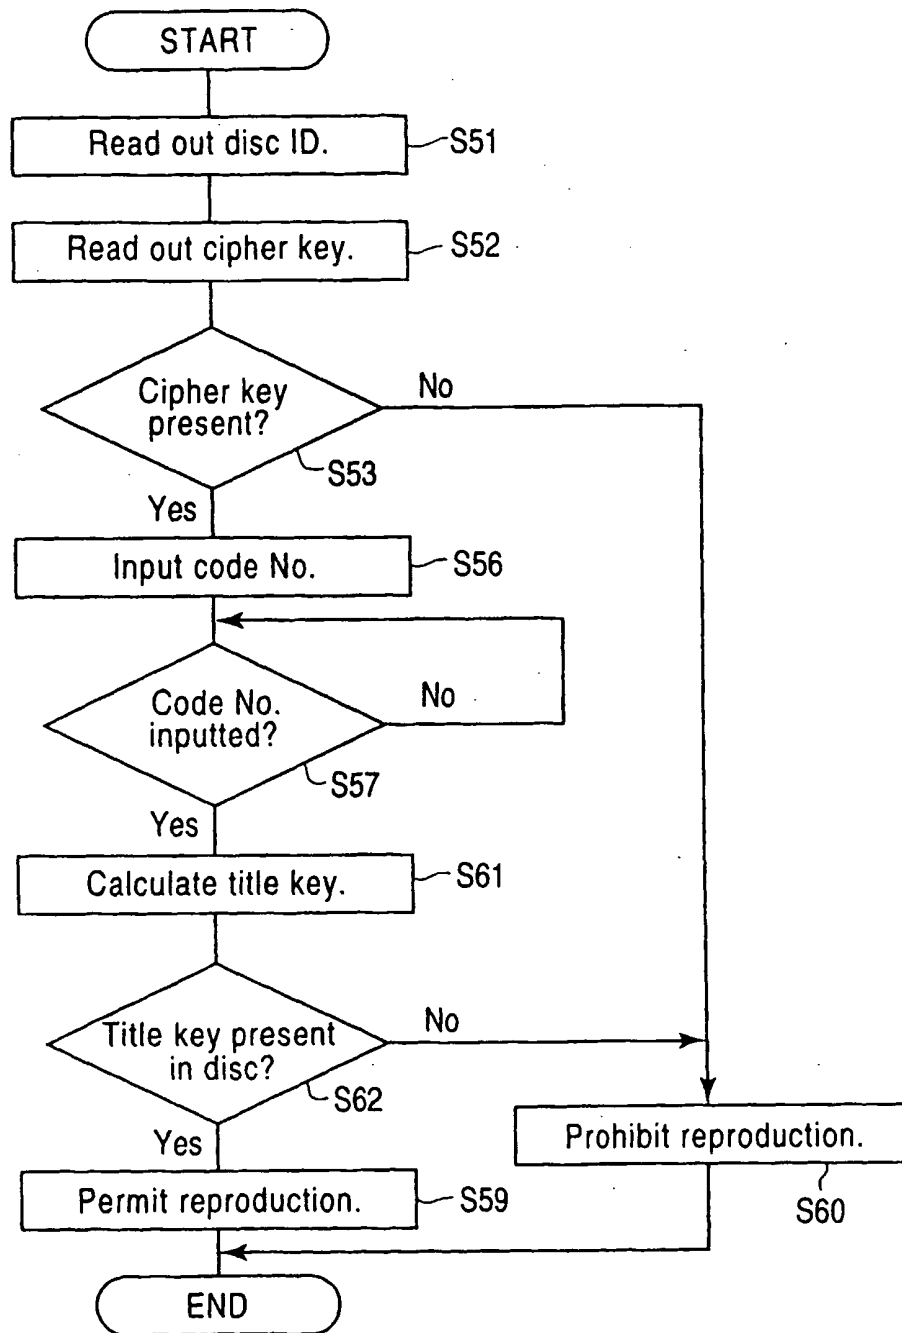 START
Read out disc ID.
S51
Read out cipher key.
S52
Cipher key
present?
No
S53
Yes
Input code No.
S56
Code No.
inputted?
No
S57
Yes
Calculate title key.
S61
Title key present
in disc?
No
S62
Yes
Prohibit reproduction.
S60
Permit reproduction.
S59
END